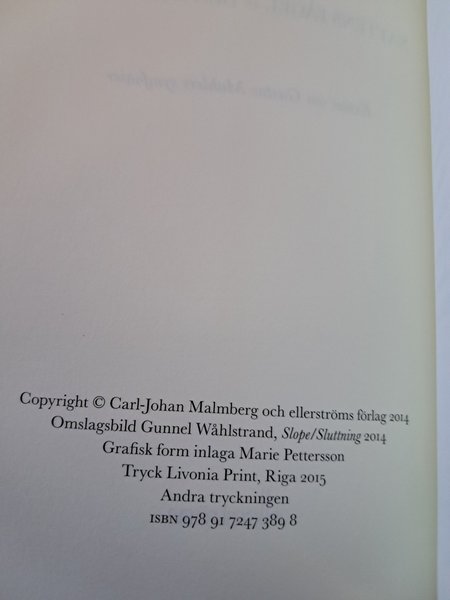 Copyright © Carl-Johan Malmberg och ellerströms förlag 2014
Omslagsbild Gunnel Wåhlstrand, Slope/Sluttning 2014
Grafisk form inlaga Marie Pettersson
Tryck Livonia Print, Riga 2015
Andra tryckningen
ISBN 978 91 7247 389 8